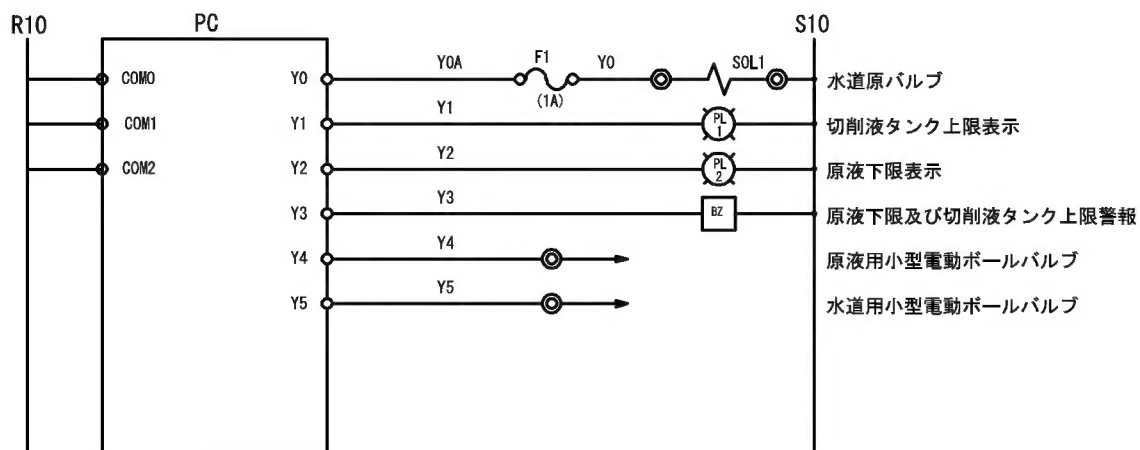 R10 PC S10
COM0 Y0 Y0A F1 (1A) Y0 SOL1 水道原バルブ
COM1 Y1 Y1 PL1 切削液タンク上限表示
COM2 Y2 Y2 PL2 原液下限表示
Y3 Y3 BZ 原液下限及び切削液タンク上限警報
Y4 Y4 原液用小型電動ボールバルブ
Y5 Y5 水道用小型電動ボールバルブ